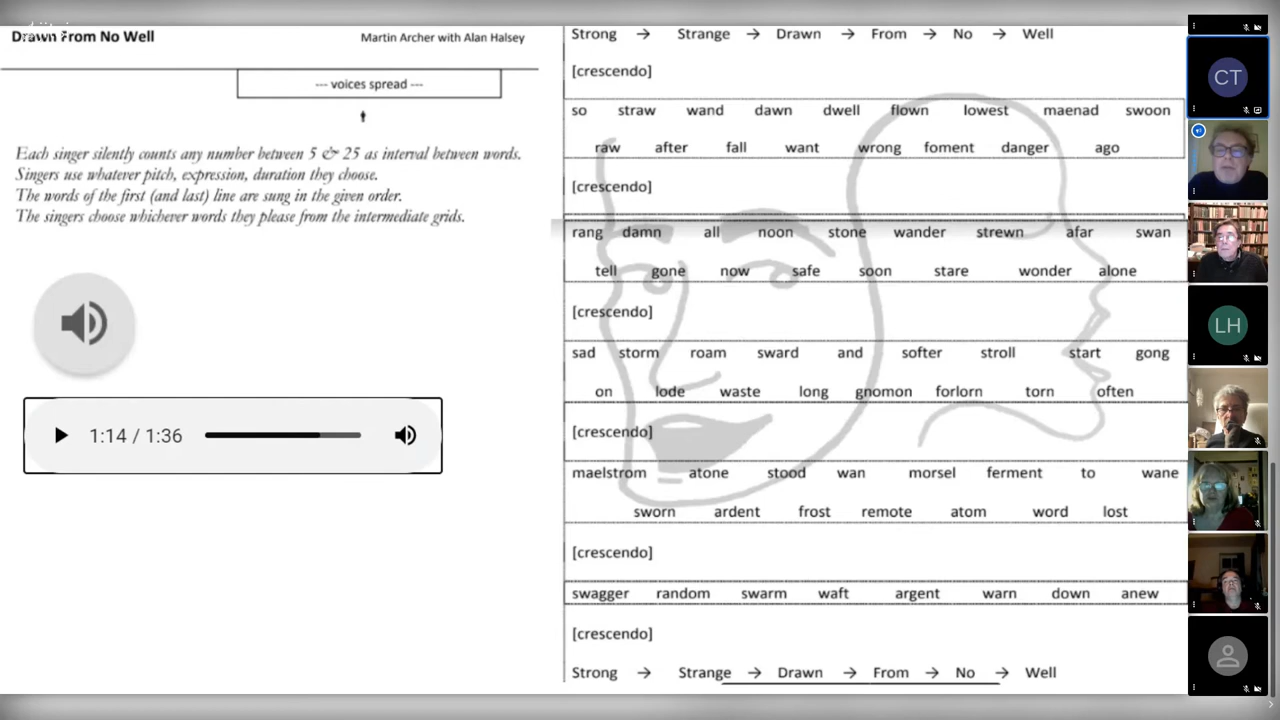 Drawn From No Well
Martin Archer with Alan Halsey
--- voices spread ---
Each singer silently counts any number between 5 & 25 as interval between words.
Singers use whatever pitch, expression, duration they choose.
The words of the first (and last) line are sung in the given order.
The singers choose whichever words they please from the intermediate grids.
1:14 / 1:36
Strong → Strange → Drawn → From → No → Well
[crescendo]
so straw wand dawn dwell flown lowest maenad swoon
raw after fall want wrong foment danger ago
[crescendo]
rang damn all noon stone wander strewn afar swan
tell gone now safe soon stare wonder alone
[crescendo]
sad storm roam sward and softer stroll start gong
on lode waste long gnomon forlorn torn often
[crescendo]
maelstrom atone stood wan morsel ferment to wane
sworn ardent frost remote atom word lost
[crescendo]
swagger random swarm waft argent warn down anew
[crescendo]
Strong → Strange → Drawn → From → No → Well
CT
LH